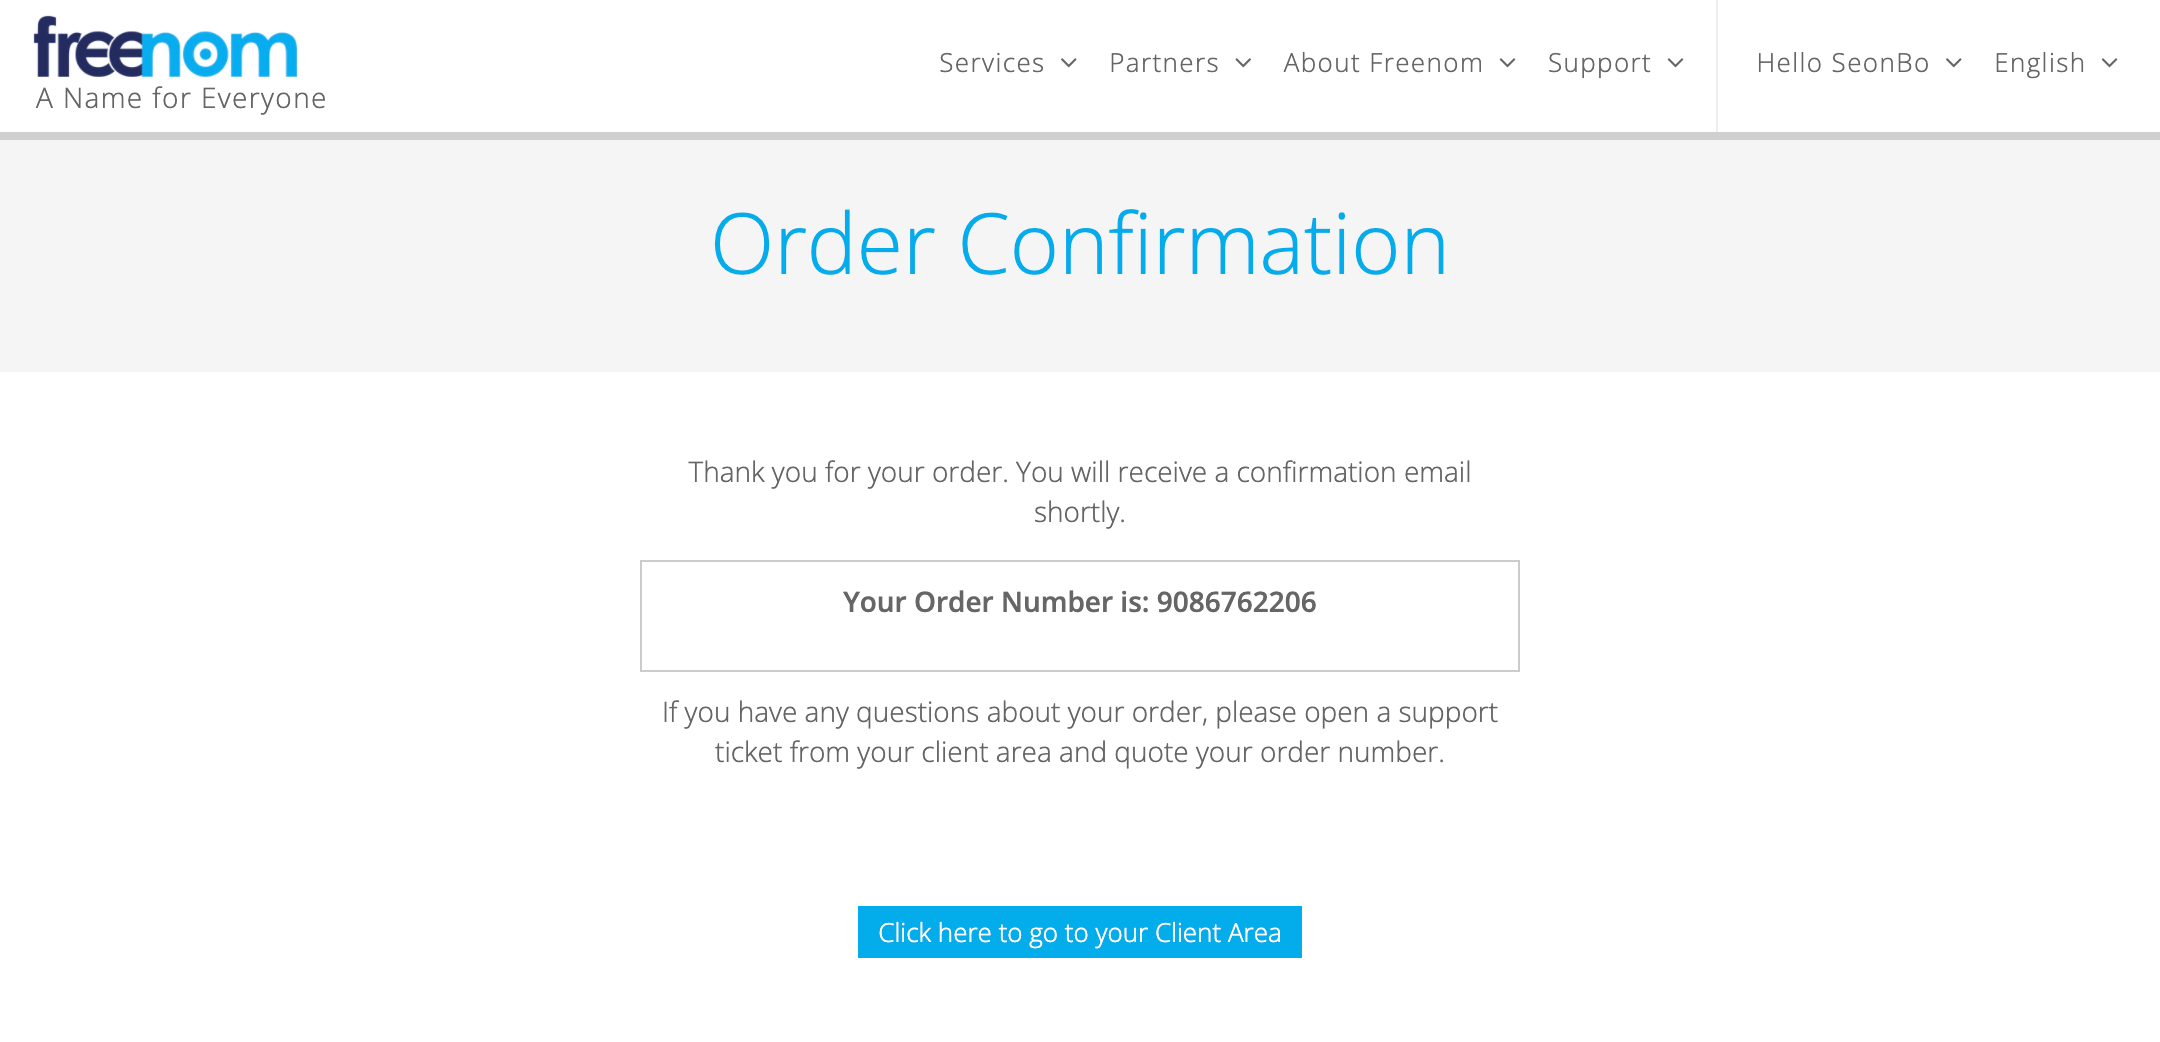 freenom
A Name for Everyone
Services
Partners
About Freenom
Support
Hello SeonBo
English
Order Confirmation
Thank you for your order. You will receive a confirmation email
shortly.
Your Order Number is: 9086762206
If you have any questions about your order, please open a support
ticket from your client area and quote your order number.
Click here to go to your Client Area